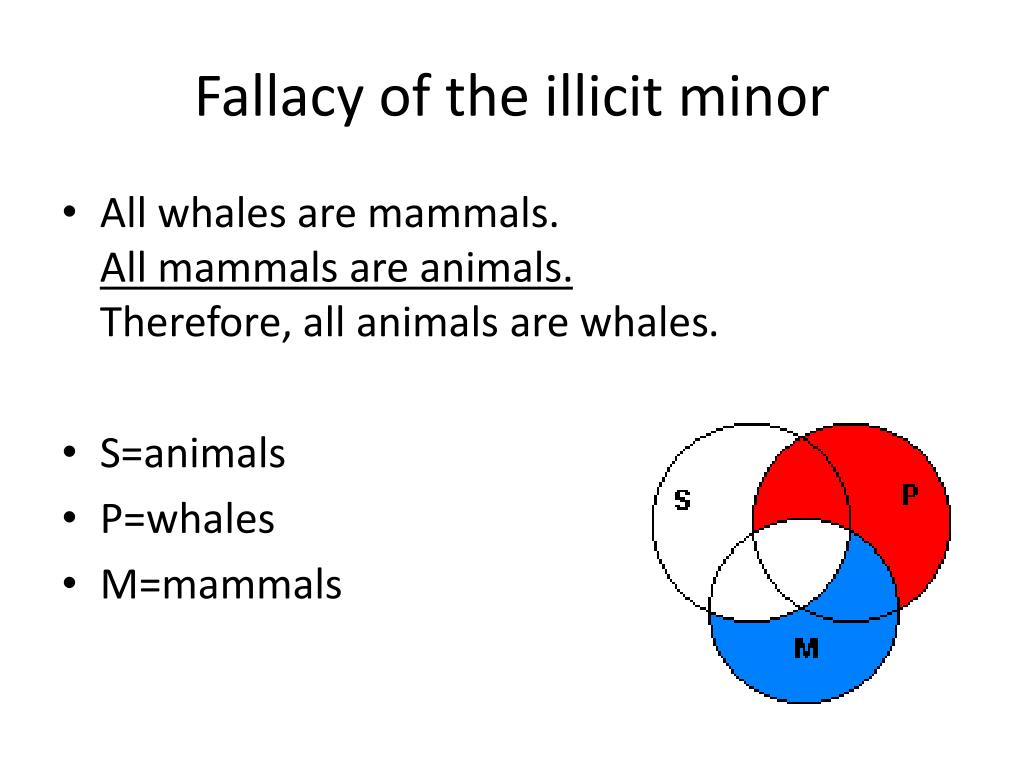 Fallacy of the illicit minor
• All whales are mammals.
All mammals are animals.
Therefore, all animals are whales.
• S=animals
• P=whales
• M=mammals
S
P
M